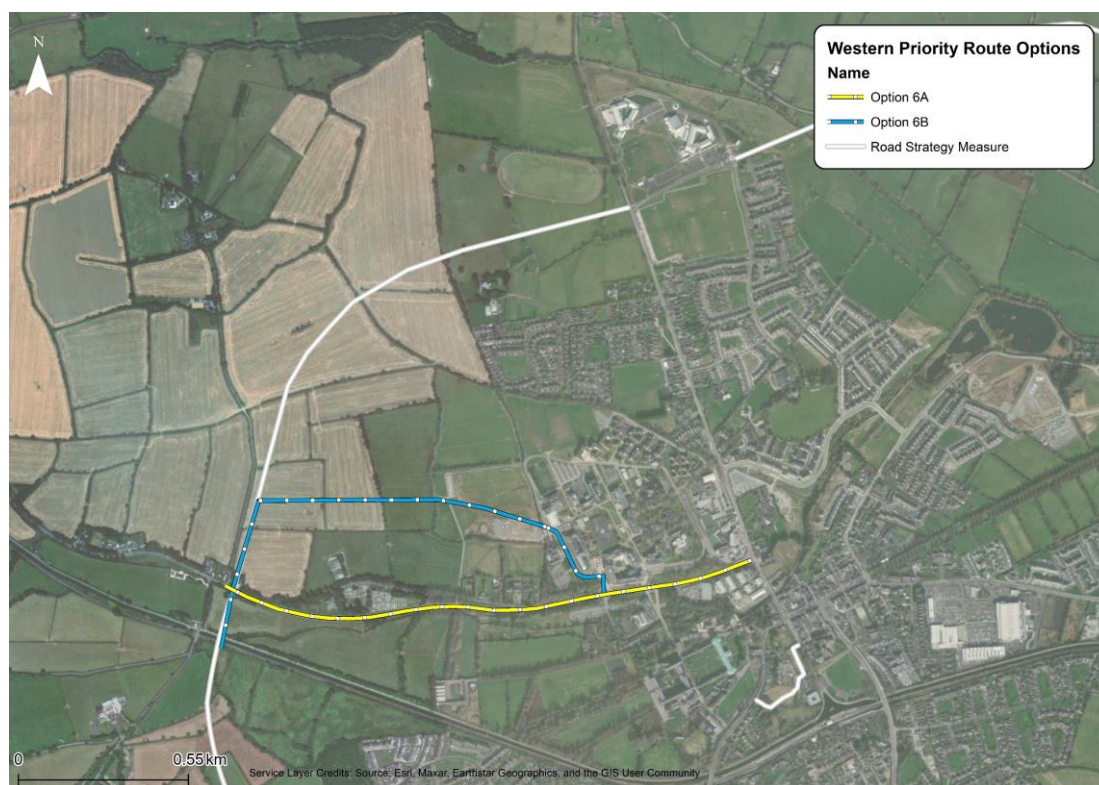 N
Western Priority Route Options
Name
Option 6A
Option 6B
Road Strategy Measure
0
0.55 km
Service Layer Credits: Source: Esri, Maxar, Earthstar Geographics, and the GIS User Community